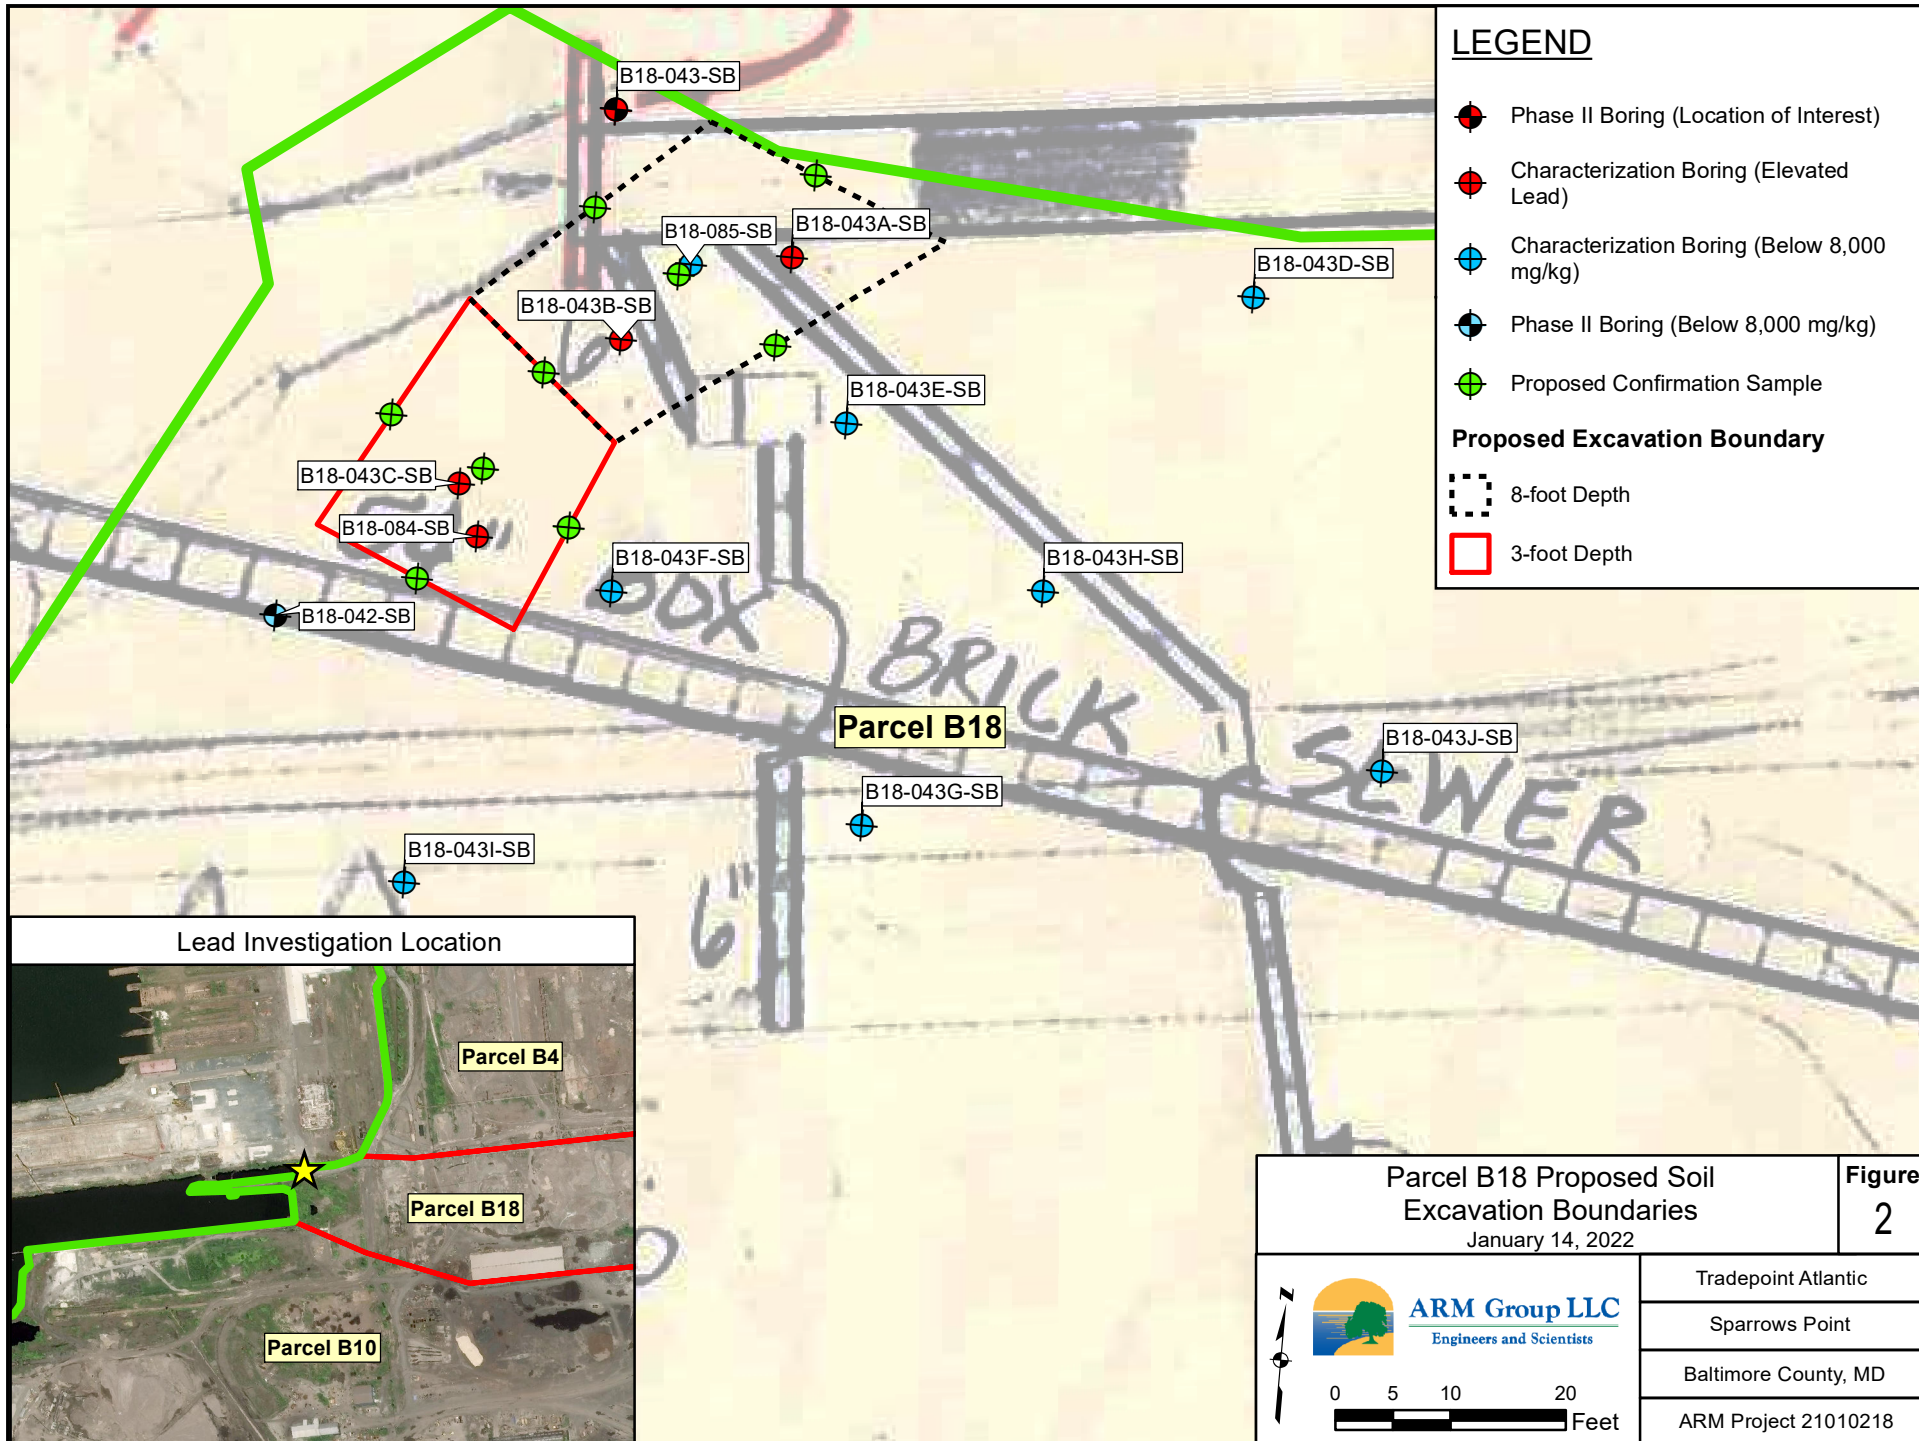 LEGEND
Phase II Boring (Location of Interest)
Characterization Boring (Elevated
Lead)
Characterization Boring (Below 8,000
mg/kg)
Phase II Boring (Below 8,000 mg/kg)
Proposed Confirmation Sample
Proposed Excavation Boundary
8-foot Depth
3-foot Depth
B18-043-SB
B18-085-SB
B18-043A-SB
B18-043D-SB
B18-043B-SB
B18-043E-SB
B18-043C-SB
B18-084-SB
B18-043F-SB
B18-043H-SB
B18-042-SB
BOX BRICK SEWER
Parcel B18
B18-043J-SB
B18-043G-SB
B18-043I-SB
6"
Lead Investigation Location
Parcel B4
Parcel B18
Parcel B10
Parcel B18 Proposed Soil
Excavation Boundaries
January 14, 2022
Figure
2
Z
ARM Group LLC
Engineers and Scientists
0 5 10 20
Feet
Tradepoint Atlantic
Sparrows Point
Baltimore County, MD
ARM Project 21010218